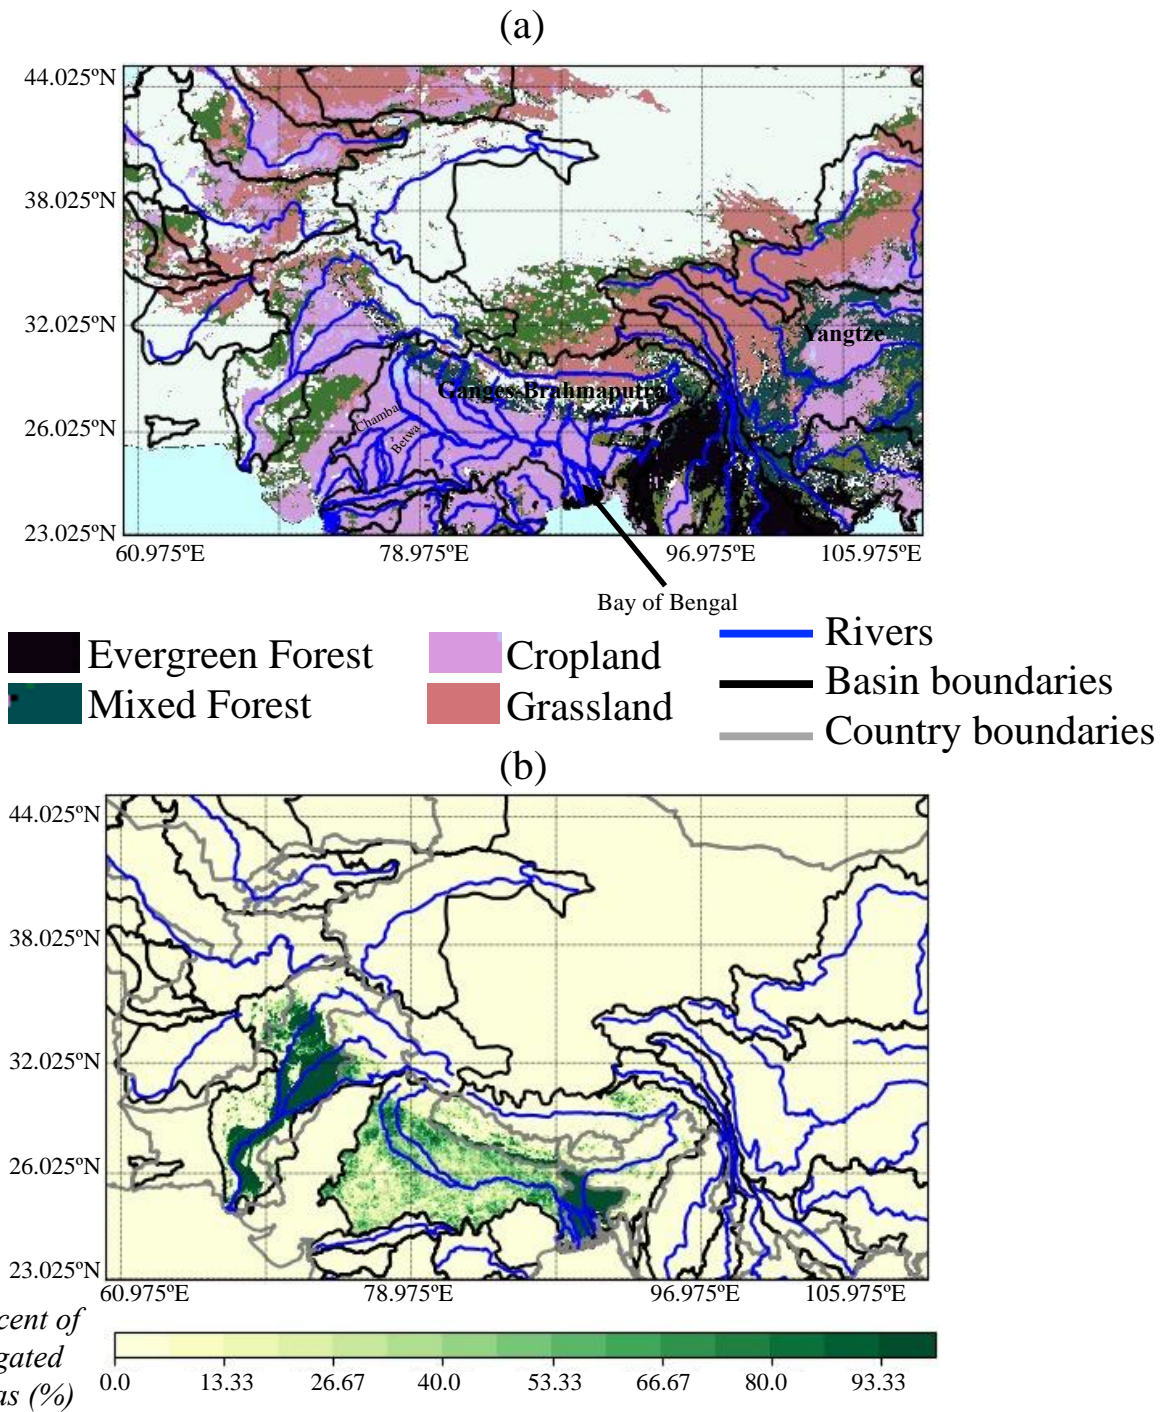 (a)
44.025ºN
38.025ºN
32.025ºN
26.025ºN
23.025ºN
Yangtze
Ganges-Brahmaputra
Chambal
Betwa
60.975ºE 78.975ºE 96.975ºE 105.975ºE
Bay of Bengal
Evergreen Forest Cropland Rivers
Mixed Forest Grassland Basin boundaries
Country boundaries
(b)
44.025ºN
38.025ºN
32.025ºN
26.025ºN
23.025ºN
60.975ºE 78.975ºE 96.975ºE 105.975ºE
cent of
gated
as (%)
0.0 13.33 26.67 40.0 53.33 66.67 80.0 93.33